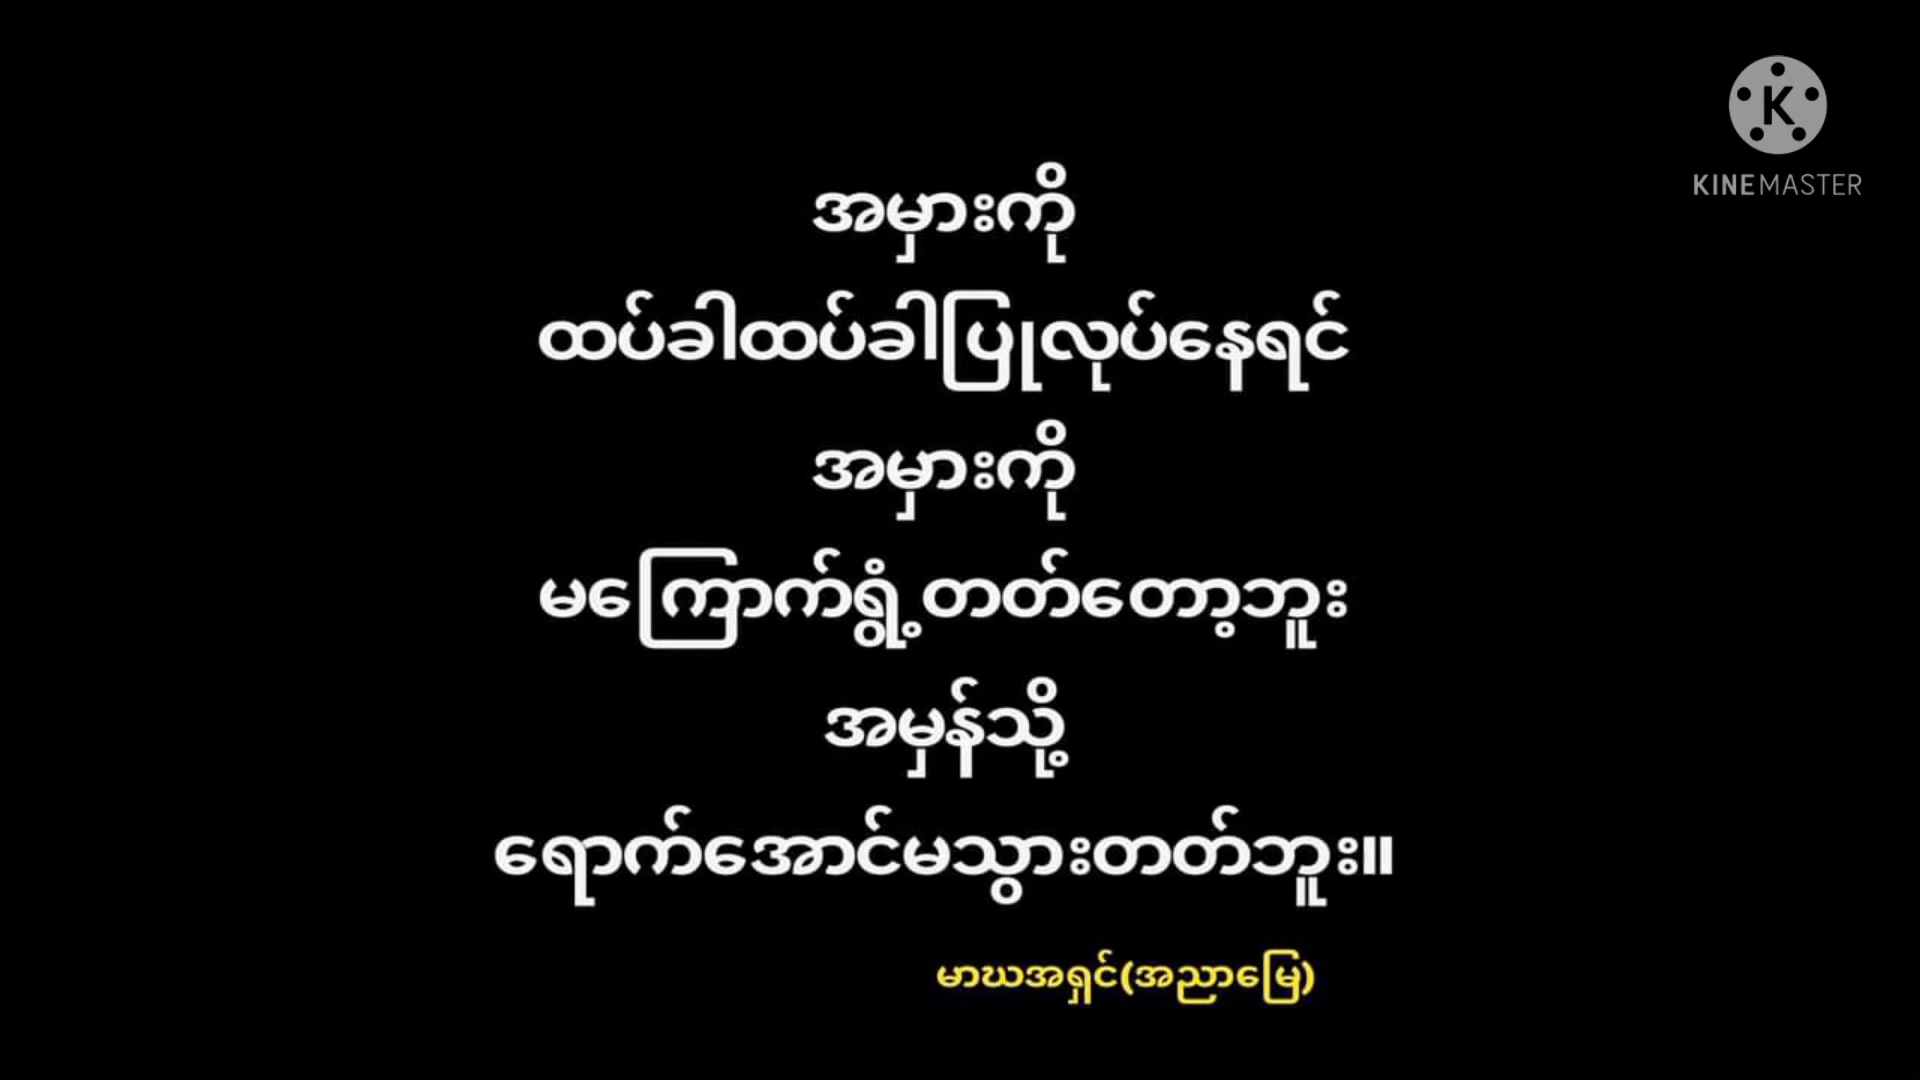 KINEMASTER
အမှားကို
ထပ်ခါထပ်ခါပြုလုပ်နေရင်
အမှားကို
မကြောက်ရွံ့တတ်တော့ဘူး
အမှန်သို့
ရောက်အောင်မသွားတတ်ဘူး။
မာဃအရှင်(အညာမြေ)